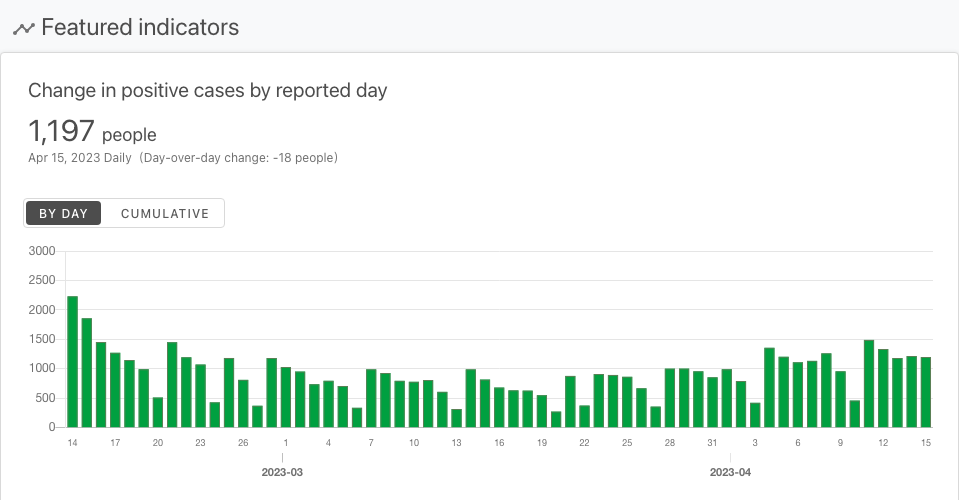 Featured indicators
Change in positive cases by reported day
1,197 people
Apr 15, 2023 Daily (Day-over-day change: -18 people)
BY DAY CUMULATIVE
3000
2500
2000
1500
1000
500
0
14 17 20 23 26 1 4 7 10 13 16 19 22 25 28 31 3 6 9 12 15
2023-03 2023-04